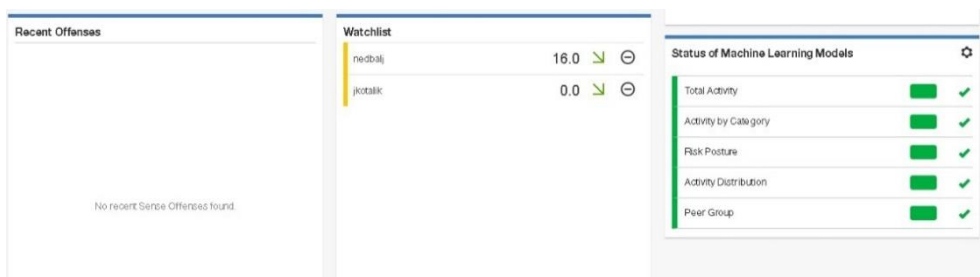 Recent Offenses
No recent Sense Offenses found.
Watchlist
nedbalj 16.0
jkotalik 0.0
Status of Machine Learning Models
Total Activity
Activity by Category
Risk Posture
Activity Distribution
Peer Group